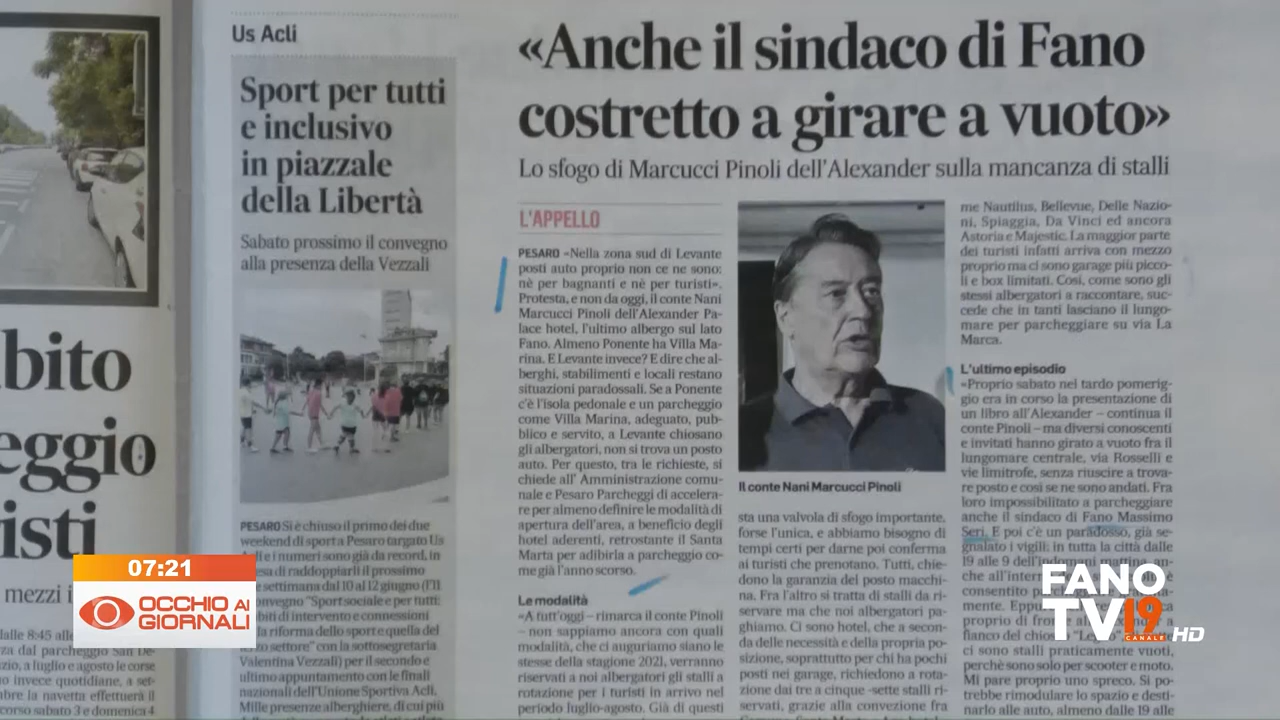 bito
eggio
isti
mezzi i
dalle 8:45 alle
Us Acli
Sport per tutti
e inclusivo
in piazzale
della Libertà
Sabato prossimo il convegno
alla presenza della Vezzali
PESARO Si è chiuso il primo dei due
weekend di sport a Pesaro targato Us
e i numeri sono già da record, in
esa di raddoppiarli il prossimo
e settimana dal 10 al 12 giugno (l'11
onvegno "Sport sociale e per tutti:
biti di intervento e connessioni
la riforma dello sport e quella del
zo settore" con la sottosegretaria
Valentina Vezzali) per il secondo e
ultimo appuntamento con le finali
nazionali dell'Unione Sportiva Acli.
Mille presenze alberghiere, di cui più
«Anche il sindaco di Fano
costretto a girare a vuoto»
Lo sfogo di Marcucci Pinoli dell'Alexander sulla mancanza di stalli
L'APPELLO
PESARO «Nella zona sud di Levante
posti auto proprio non ce ne sono:
nè per bagnanti e nè per turisti».
Protesta, e non da oggi, il conte Nani
Marcucci Pinoli dell'Alexander Pa-
lace hotel, l'ultimo albergo sul lato
Fano. Almeno Ponente ha Villa Ma-
rina. E Levante invece? E dire che al-
berghi, stabilimenti e locali restano
situazioni paradossali. Se a Ponente
c'è l'isola pedonale e un parcheggio
come Villa Marina, adeguato, pub-
blico e servito, a Levante chiosano
gli albergatori, non si trova un posto
auto. Per questo, tra le richieste, si
chiede all' Amministrazione comu-
nale e Pesaro Parcheggi di accelera-
re per almeno definire le modalità di
apertura dell'area, a beneficio degli
hotel aderenti, retrostante il Santa
Marta per adibirla a parcheggio co-
me già l'anno scorso.
Le modalità
«A tutt'oggi – rimarca il conte Pinoli
– non sappiamo ancora con quali
modalità, che ci auguriamo siano le
stesse della stagione 2021, verranno
riservati a noi albergatori gli stalli a
rotazione per i turisti in arrivo nel
periodo luglio-agosto. Già di questi
Il conte Nani Marcucci Pinoli
sta una valvola di sfogo importante,
forse l'unica, e abbiamo bisogno di
tempi certi per darne poi conferma
ai turisti che prenotano. Tutti, chie-
dono la garanzia del posto macchi-
na. Fra l'altro si tratta di stalli da ri-
servare ma che noi albergatori pa-
ghiamo. Ci sono hotel, che a secon-
da delle necessità e della propria po-
sizione, soprattutto per chi ha pochi
posti nei garage, richiedono a rota-
zione dai tre a cinque -sette stalli ri-
servati, grazie alla convenzione fra
me Nautilus, Bellevue, Delle Nazio-
ni, Spiaggia, Da Vinci ed ancora
Astoria e Majestic. La maggior parte
dei turisti infatti arriva con mezzo
proprio ma ci sono garage più picco-
li e box limitati. Così, come sono gli
stessi albergatori a raccontare, suc-
cede che in tanti lasciano il lungo-
mare per parcheggiare su via La
Marca.
L'ultimo episodio
«Proprio sabato nel tardo pomerig-
gio era in corso la presentazione di
un libro all'Alexander – continua il
conte Pinoli – ma diversi conoscenti
e invitati hanno girato a vuoto fra il
lungomare centrale, via Rosselli e
vie limitrofe, senza riuscire a trova-
re posto e così se ne sono andati. Fra
loro impossibilitato a parcheggiare
anche il sindaco di Fano Massimo
Seri. E poi c'è un paradosso, già se-
gnalato i vigili: in tutta la città dalle
19 alle 9 dell'
che all'inter
consentito
mente. Eppu
proprio di fro
fianco del chio
ci sono stalli praticamente vuoti,
perchè sono solo per scooter e moto.
Mi pare proprio uno spreco. Si po-
trebbe rimodulare lo spazio e desti-
narlo alle auto, almeno dalle 19 alle
07:21
OCCHIO AI
GIORNALI
FANO
TV19
CANALE
HD